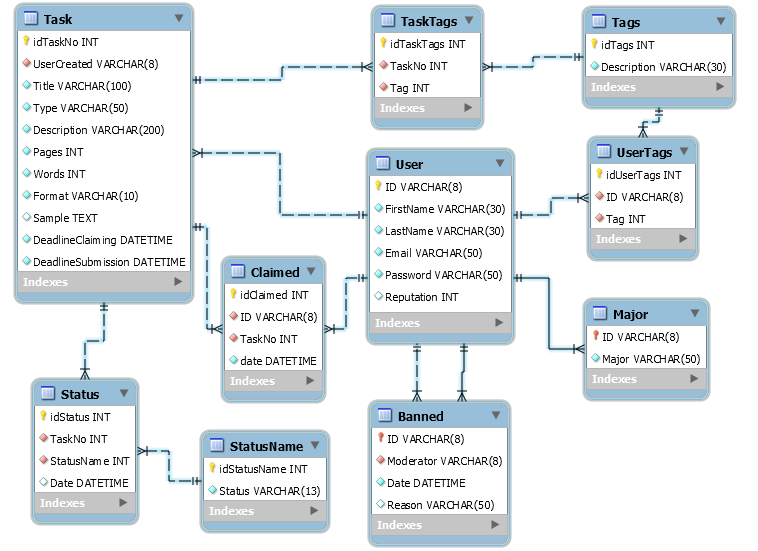 Task
idTaskNo INT
UserCreated VARCHAR(8)
Title VARCHAR(100)
Type VARCHAR(50)
Description VARCHAR(200)
Pages INT
Words INT
Format VARCHAR(10)
Sample TEXT
DeadlineClaiming DATETIME
DeadlineSubmission DATETIME
Indexes
TaskTags
idTaskTags INT
TaskNo INT
Tag INT
Indexes
Tags
idTags INT
Description VARCHAR(30)
Indexes
User
ID VARCHAR(8)
FirstName VARCHAR(30)
LastName VARCHAR(30)
Email VARCHAR(50)
Password VARCHAR(50)
Reputation INT
Indexes
UserTags
idUserTags INT
ID VARCHAR(8)
Tag INT
Indexes
Claimed
idClaimed INT
ID VARCHAR(8)
TaskNo INT
date DATETIME
Indexes
Major
ID VARCHAR(8)
Major VARCHAR(50)
Indexes
Status
idStatus INT
TaskNo INT
StatusName INT
Date DATETIME
Indexes
StatusName
idStatusName INT
Status VARCHAR(13)
Indexes
Banned
ID VARCHAR(8)
Moderator VARCHAR(8)
Date DATETIME
Reason VARCHAR(50)
Indexes